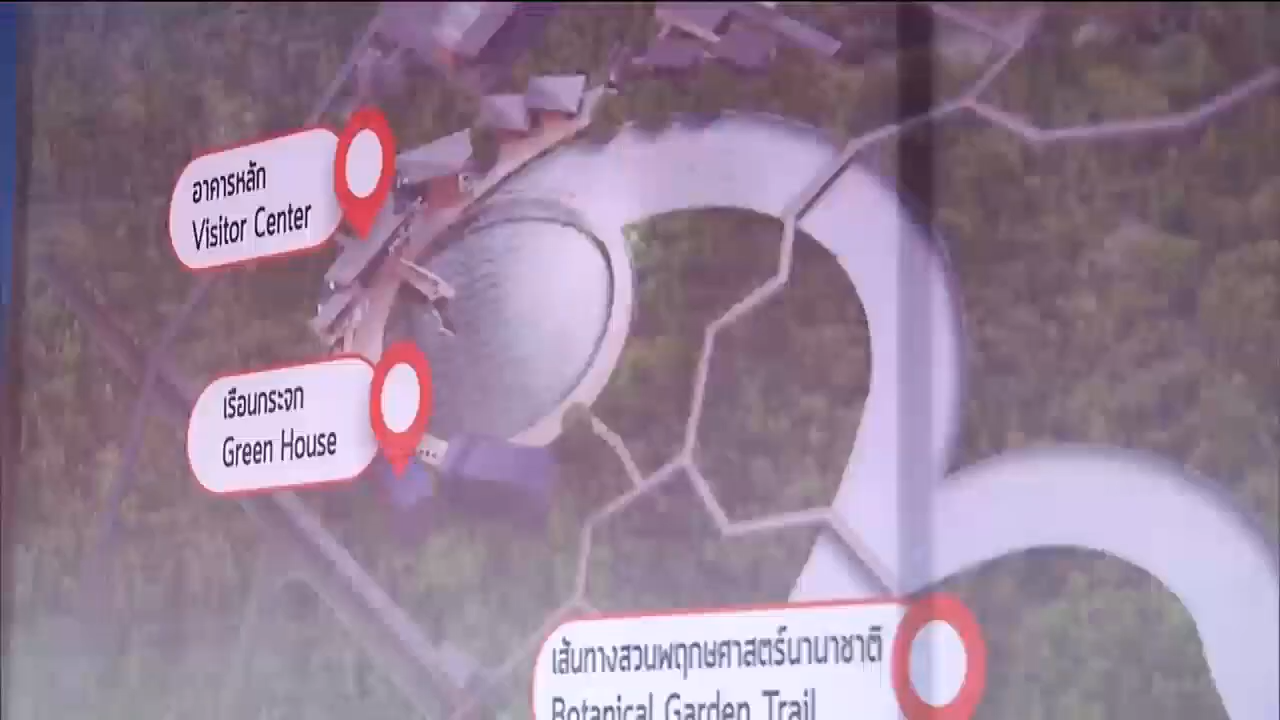 อาคารหลัก
Visitor Center
เรือนกระจก
Green House
เส้นทางสวนพฤกษศาสตร์นานาชาติ
Botanical Garden Trail